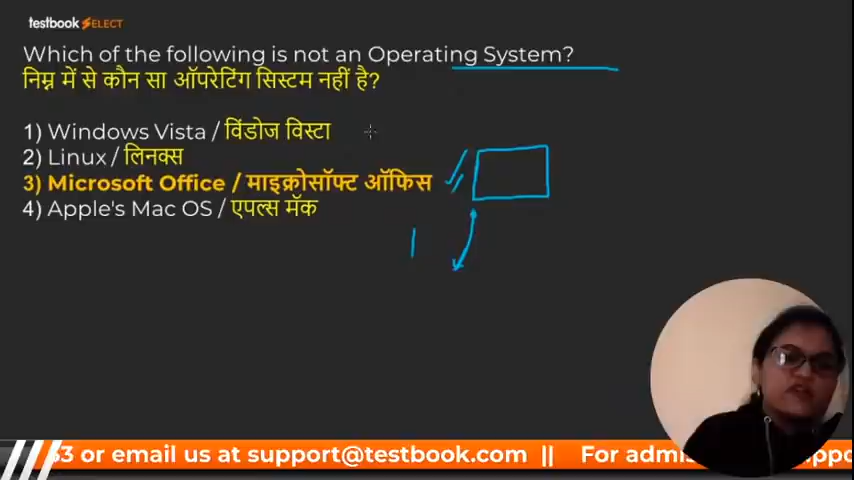 testbook SELECT
Which of the following is not an Operating System?
निम्न में से कौन सा ऑपरेटिंग सिस्टम नहीं है?
1) Windows Vista / विंडोज विस्टा
2) Linux / लिनक्स
3) Microsoft Office / माइक्रोसॉफ्ट ऑफिस
4) Apple's Mac OS / एपल्स मॅक
53 or email us at support@testbook.com || For